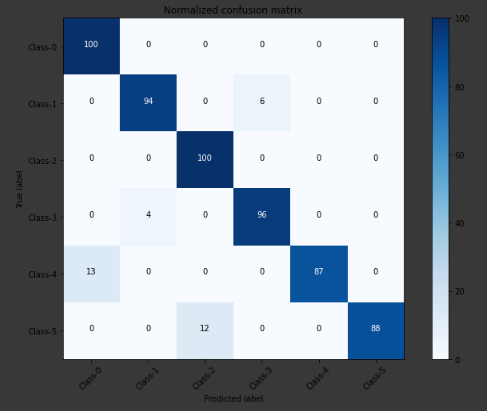 Normalized confusion matrix
Class-0 100 0 0 0 0 0
Class-1 0 94 0 6 0 0
Class-2 0 0 100 0 0 0
Class-3 0 4 0 96 0 0
Class-4 13 0 0 0 87 0
Class-5 0 0 12 0 0 88
True label
Class-0 Class-1 Class-2 Class-3 Class-4 Class-5
Predicted label
100
80
60
40
20
0